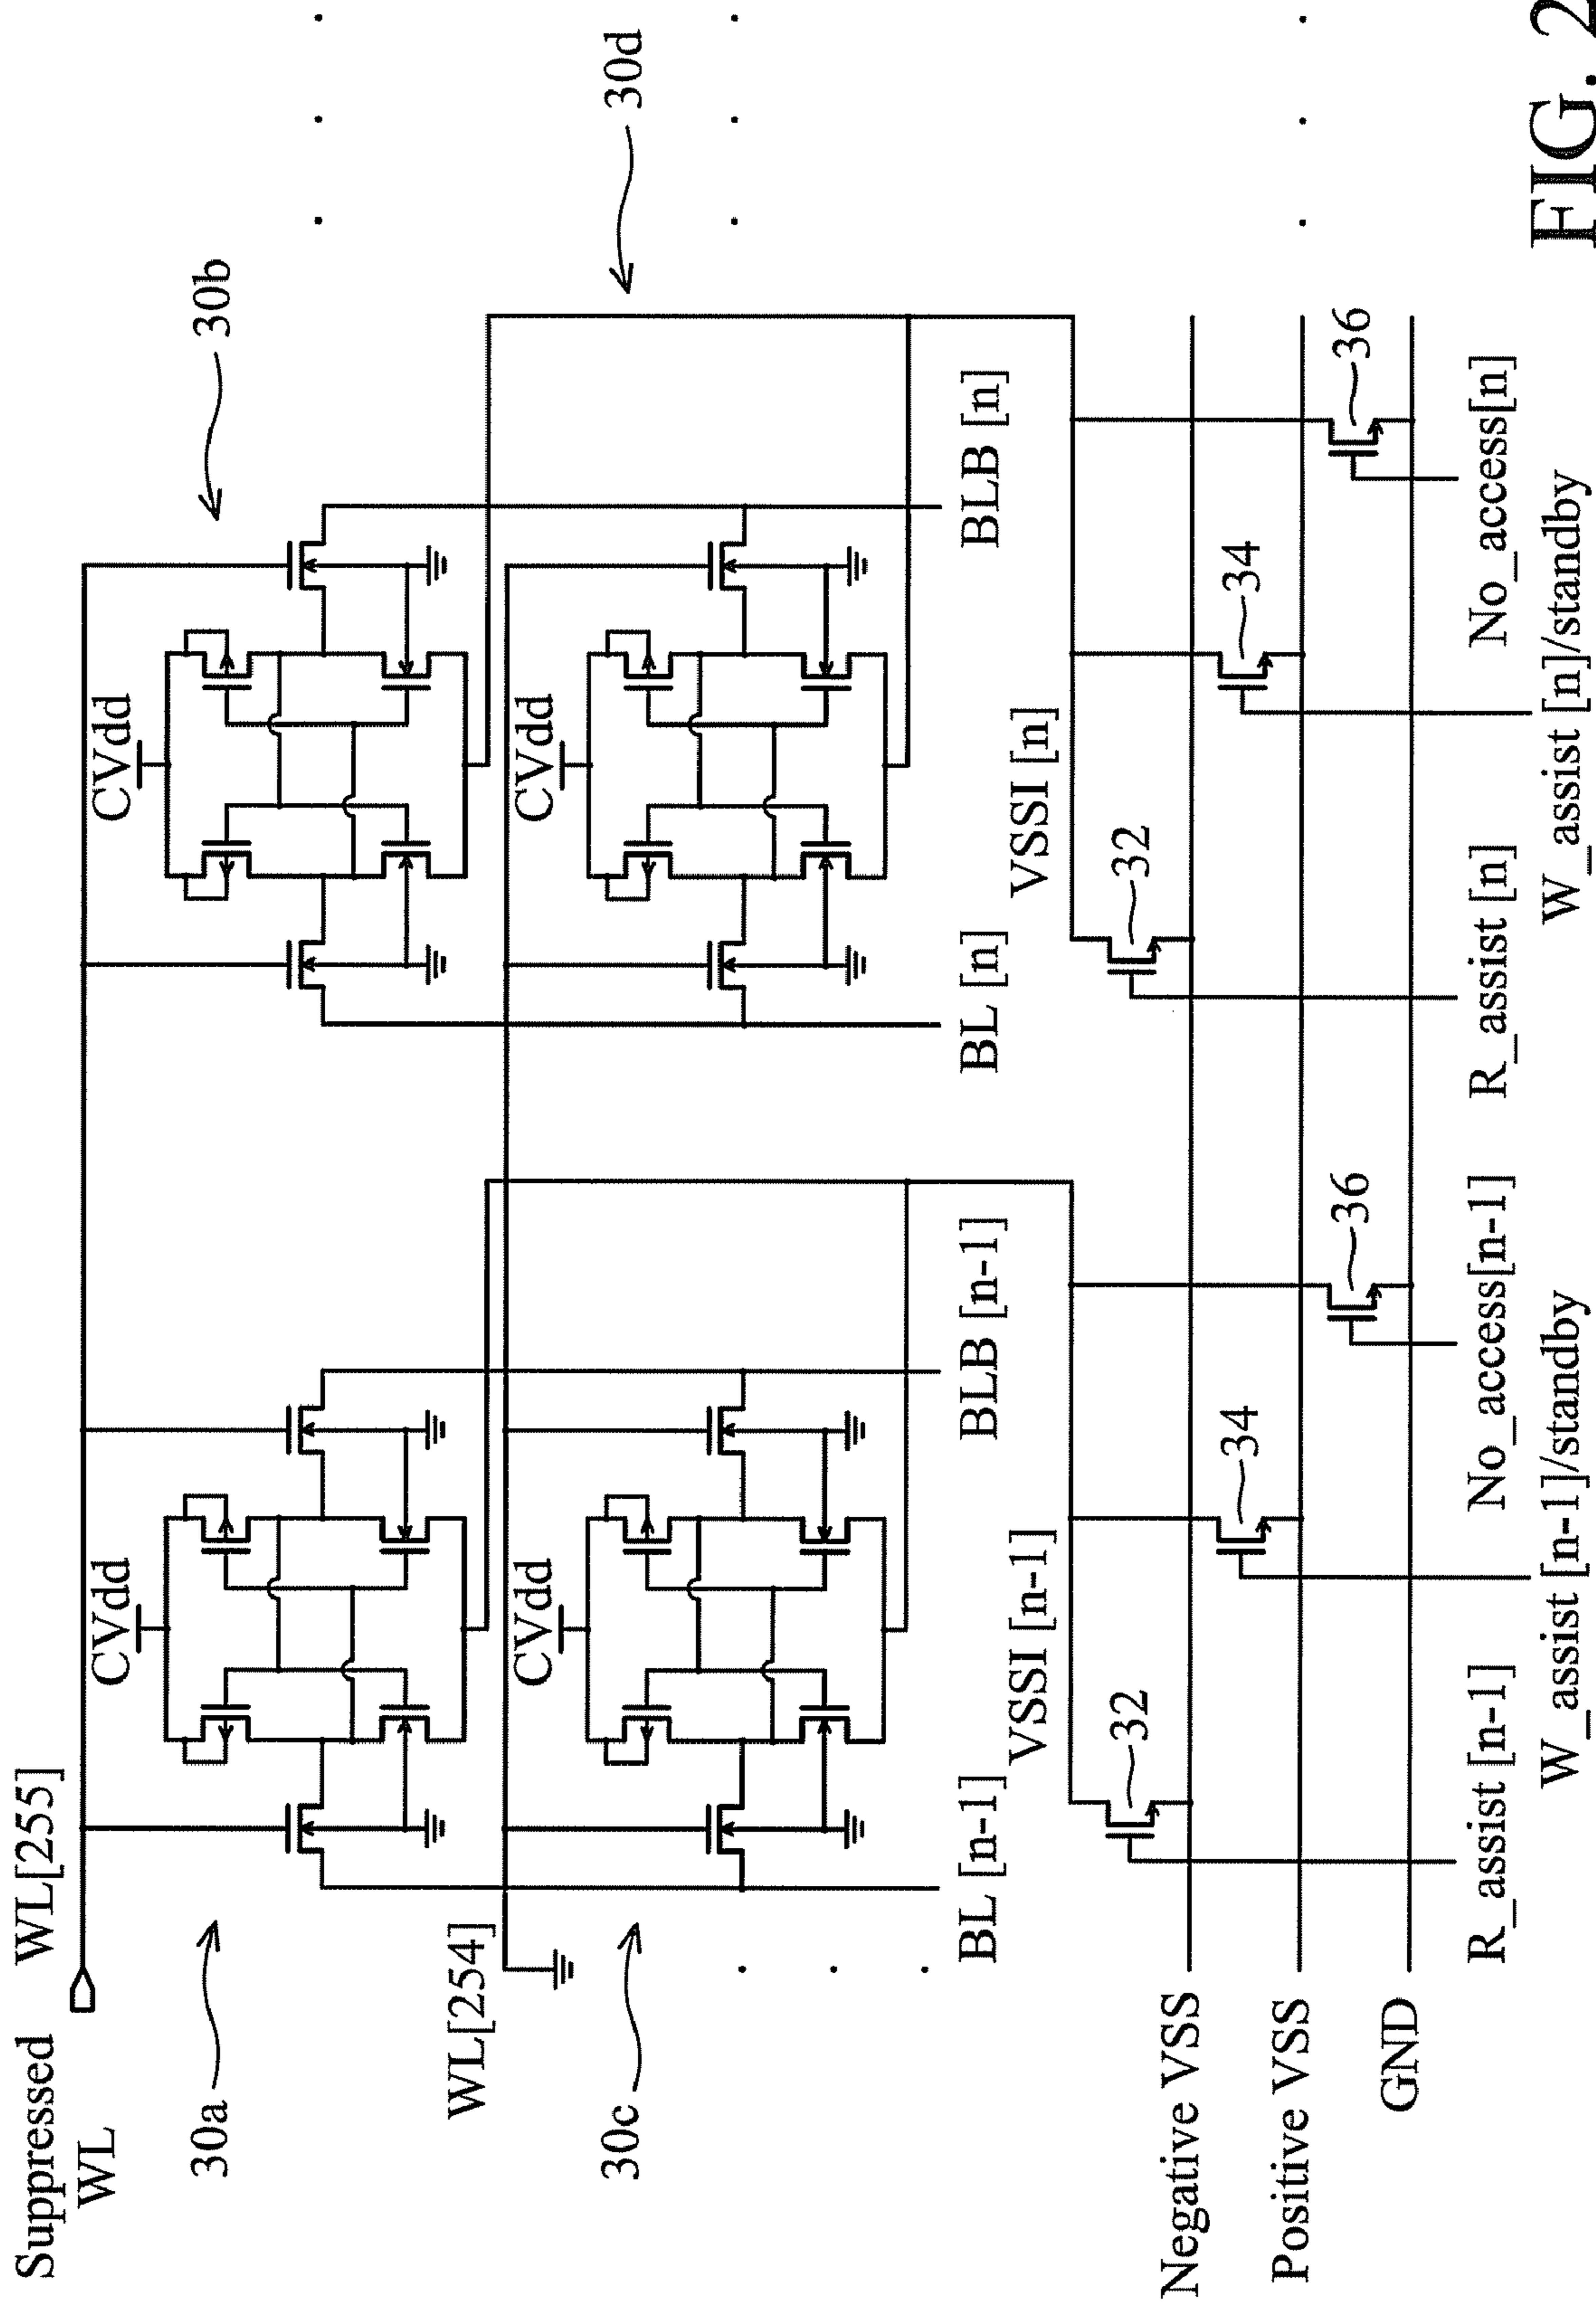 Suppressed
WL
WL[255]
30a
CVdd
CVdd
30b
WL[254]
30c
CVdd
CVdd
30d
BL [n-1]
BLB [n-1]
BL [n]
BLB [n]
VSSI [n-1]
VSSI [n]
32
32
Negative VSS
34
34
Positive VSS
36
36
GND
R_assist [n-1]
No_access[n-1]
R_assist [n]
No_access[n]
W_assist [n-1]/standby
W_assist [n]/standby
FIG. 2